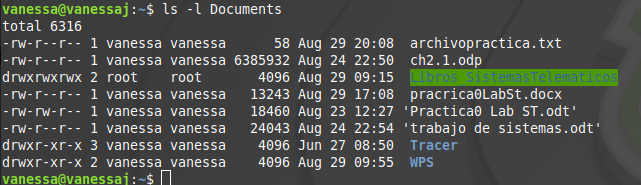 vanessa@vanessaj:~$ ls -l Documents
total 6316
-rw-r--r-- 1 vanessa vanessa      58 Aug 29 20:08  archivopractica.txt
-rw-r--r-- 1 vanessa vanessa 6385932 Aug 24 22:50  ch2.1.odp
drwxrwxrwx 2 root    root       4096 Aug 29 09:15  Libros SistemasTelematicos
-rw-r--r-- 1 vanessa vanessa   13243 Aug 29 17:08  pracrica0LabSt.docx
-rw-rw-r-- 1 vanessa vanessa   18460 Aug 23 12:27 'Practica0 Lab ST.odt'
-rw-r--r-- 1 vanessa vanessa   24043 Aug 24 22:54 'trabajo de sistemas.odt'
drwxr-xr-x 3 vanessa vanessa    4096 Jun 27 08:50  Tracer
drwxr-xr-x 2 vanessa vanessa    4096 Aug 29 09:55  WPS
vanessa@vanessaj:~$